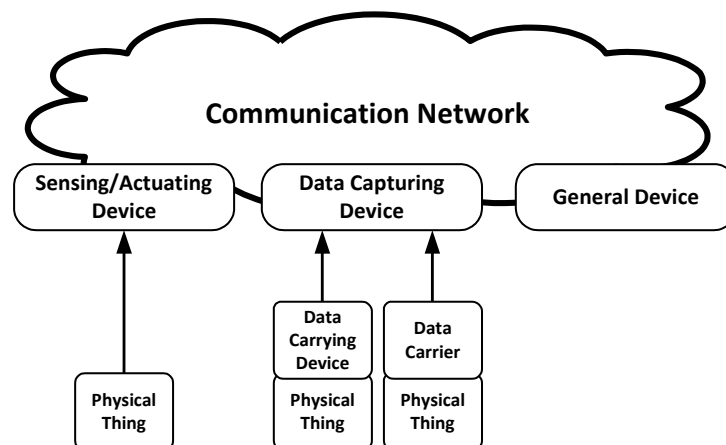 Communication Network
Sensing/Actuating
Device
Data Capturing
Device
General Device
Data
Carrying
Device
Data
Carrier
Physical
Thing
Physical
Thing
Physical
Thing